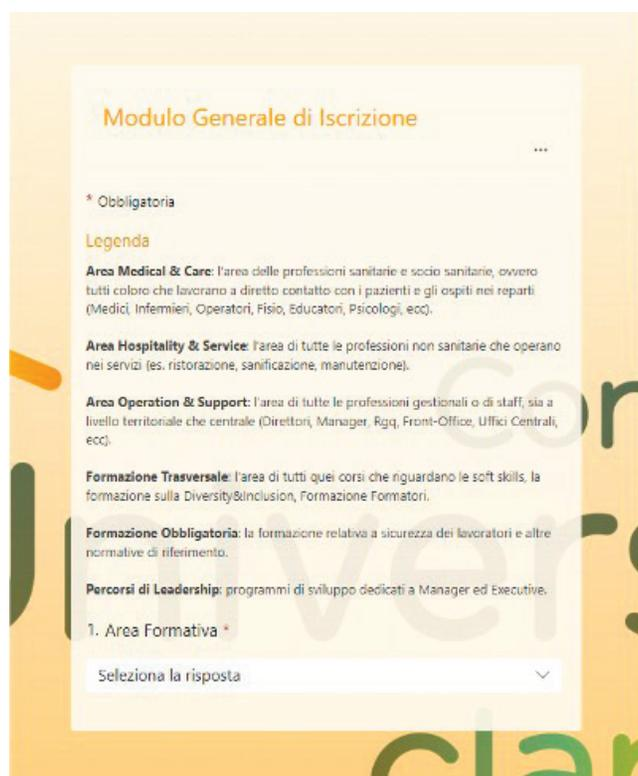 Modulo Generale di Iscrizione
...
* Obbligatoria
Legenda
Area Medical & Care: l'area delle professioni sanitarie e socio sanitarie, ovvero
tutti coloro che lavorano a diretto contatto con i pazienti e gli ospiti nei reparti
(Medici, Infermieri, Operatori, Fisio, Educatori, Psicologi, ecc).
Area Hospitality & Service: l'area di tutte le professioni non sanitarie che operano
nei servizi (es. ristorazione, sanificazione, manutenzione).
Area Operation & Support: l'area di tutte le professioni gestionali o di staff, sia a
livello territoriale che centrale (Direttori, Manager, Rgq, Front-Office, Uffici Centrali,
ecc).
Formazione Trasversale: l'area di tutti quei corsi che riguardano le soft skills, la
formazione sulla Diversity&Inclusion, Formazione Formatori.
Formazione Obbligatoria: la formazione relativa a sicurezza dei lavoratori e altre
normative di riferimento.
Percorsi di Leadership: programmi di sviluppo dedicati a Manager ed Executive.
1. Area Formativa *
Seleziona la risposta
Cor
Univers
clar